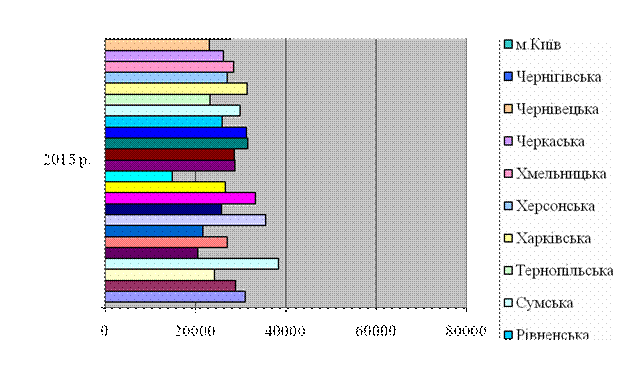 2015 р.
0 20000 40000 60000 80000
м.Київ
Чернігівська
Чернівецька
Черкаська
Хмельницька
Херсонська
Харківська
Тернопільська
Сумська
Рівненська